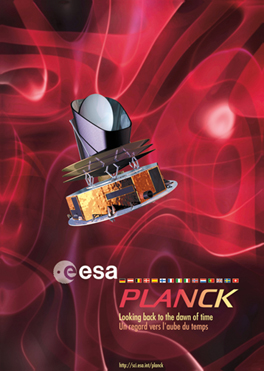 esa
PLANCK
Looking back to the dawn of time
Un regard vers l'aube du temps
http://sci.esa.int/planck